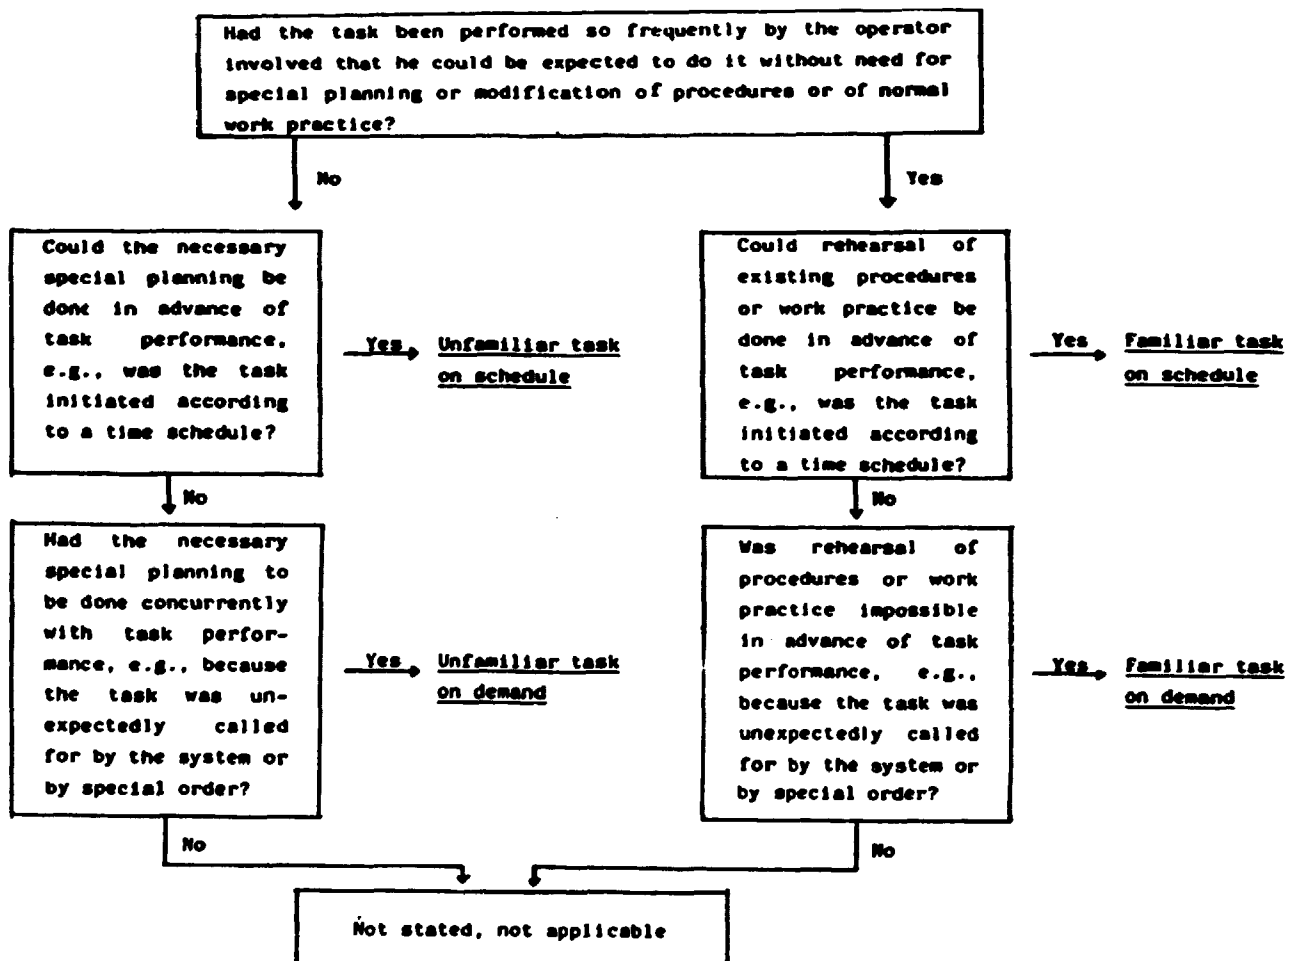 Had the task been performed so frequently by the operator
involved that he could be expected to do it without need for
special planning or modification of procedures or of normal
work practice?
No
Yes
Could the necessary
special planning be
done in advance of
task performance,
e.g., was the task
initiated according
to a time schedule?
Yes
Unfamiliar task
on schedule
Could rehearsal of
existing procedures
or work practice be
done in advance of
task performance,
e.g., was the task
initiated according
to a time schedule?
Yes
Familiar task
on schedule
No
No
Had the necessary
special planning to
be done concurrently
with task perfor-
mance, e.g., because
the task was un-
expectedly called
for by the system or
by special order?
Yes
Unfamiliar task
on demand
Was rehearsal of
procedures or work
practice impossible
in advance of task
performance, e.g.,
because the task was
unexpectedly called
for by the system or
by special order?
Yes
Familiar task
on demand
No
No
Not stated, not applicable